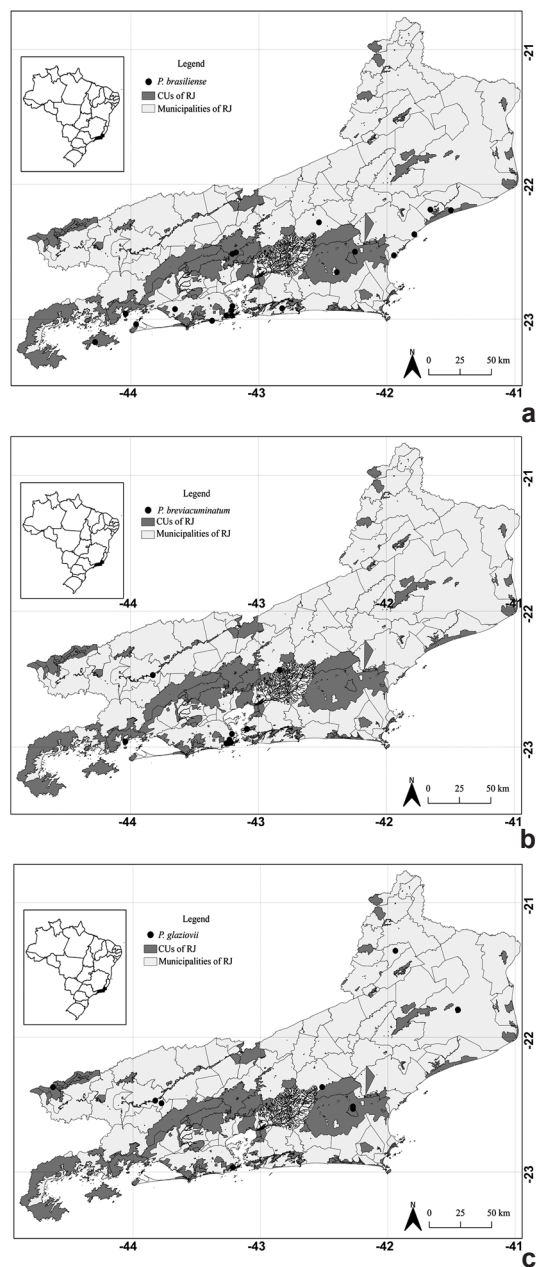 Legend
P. brasiliense
CUs of RJ
Municipalities of RJ
-21
-22
-23
N
0 25 50 km
-44 -43 -42 -41
a
Legend
P. breviacuminatum
CUs of RJ
Municipalities of RJ
-21
-44 -43 -42
-22
-23
N
0 25 50 km
-44 -43 -42 -41
b
Legend
P. glaziovii
CUs of RJ
Municipalities of RJ
-21
-22
-23
N
0 25 50 km
-44 -43 -42 -41
c